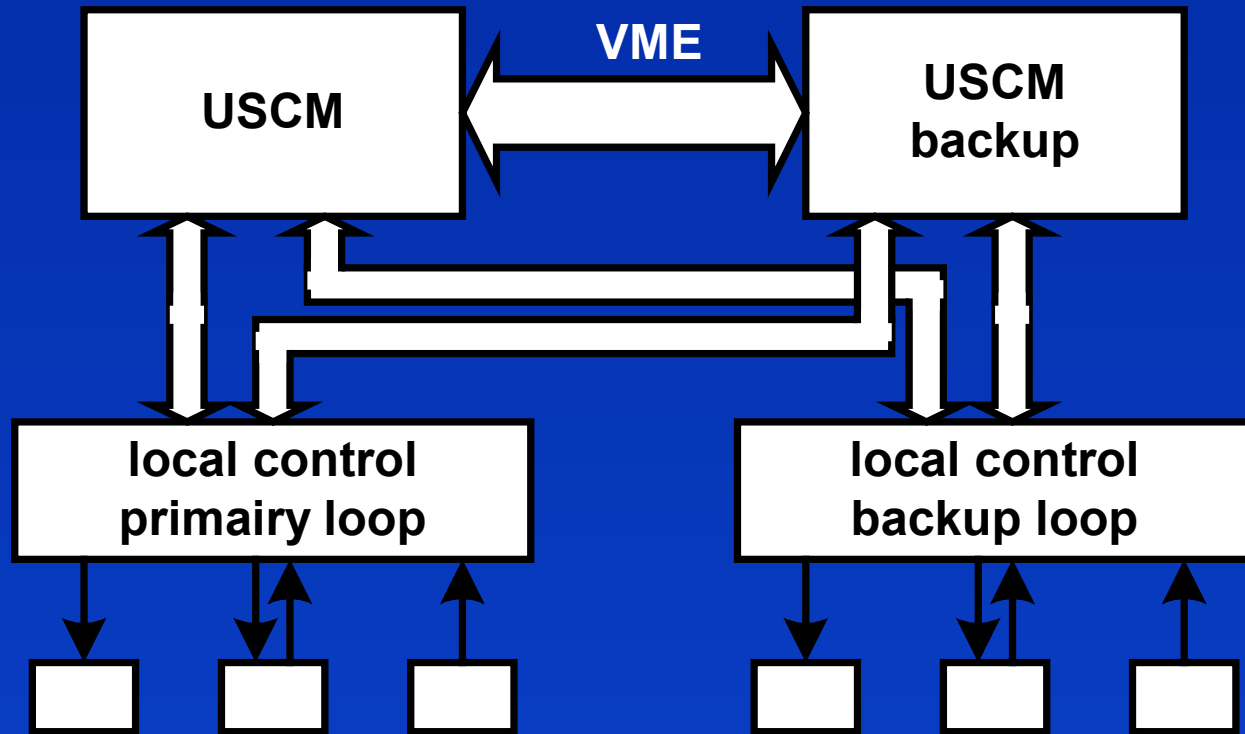 VME
USCM
USCM
backup
local control
primairy loop
local control
backup loop